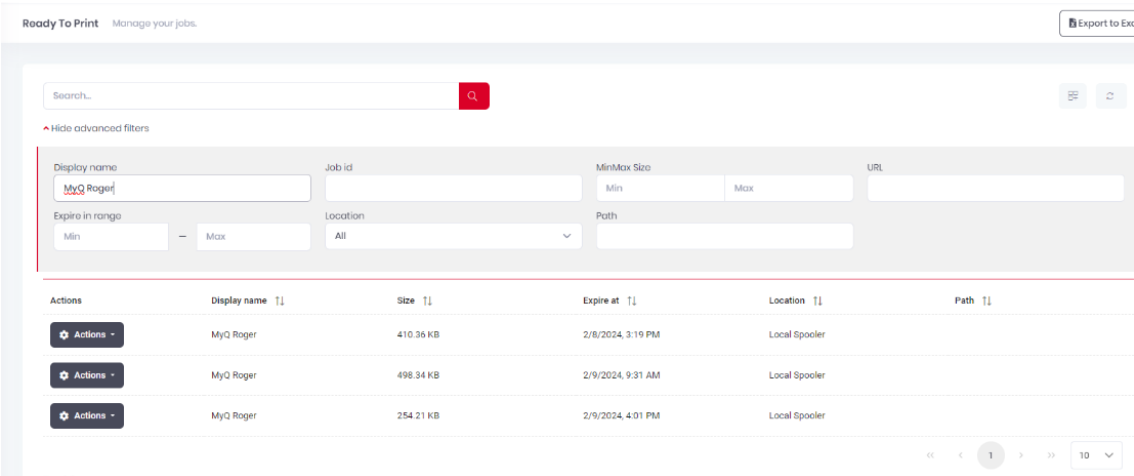 Ready To Print Manage your jobs. Export to Exc
Search...
Hide advanced filters
Display name Job id MinMax Size URL
MyQ Roger Min Max
Expire in range Location Path
Min — Max All
Actions Display name Size Expire at Location Path
Actions MyQ Roger 410.36 KB 2/8/2024, 3:19 PM Local Spooler
Actions MyQ Roger 498.34 KB 2/9/2024, 9:31 AM Local Spooler
Actions MyQ Roger 254.21 KB 2/9/2024, 4:01 PM Local Spooler
<< < 1 > >> 10